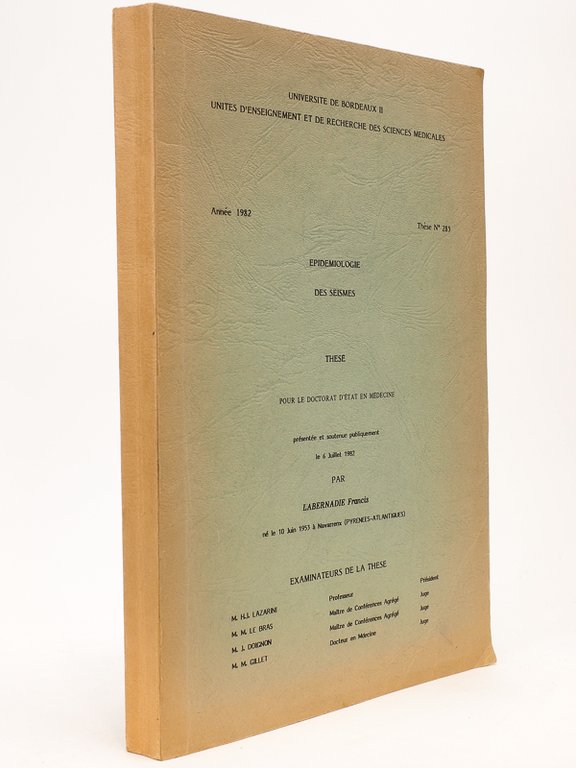 UNIVERSITE DE BORDEAUX II
UNITES D'ENSEIGNEMENT ET DE RECHERCHE DES SCIENCES MEDICALES
Année 1982
Thèse N° 283
EPIDEMIOLOGIE
DES SEISMES
THESE
POUR LE DOCTORAT D'ÉTAT EN MÉDECINE
présentée et soutenue publiquement
le 6 Juillet 1982
PAR
LABERNADIE Francis
né le 10 Juin 1953 à Navarrenx (PYRENEES-ATLANTIQUES)
EXAMINATEURS DE LA THESE
M. H.J. LAZARINI Professeur Président
M. M. LE BRAS Maître de Conférences Agrégé Juge
M. J. DOIGNON Maître de Conférences Agrégé Juge
M. M. GILLET Docteur en Médecine Juge